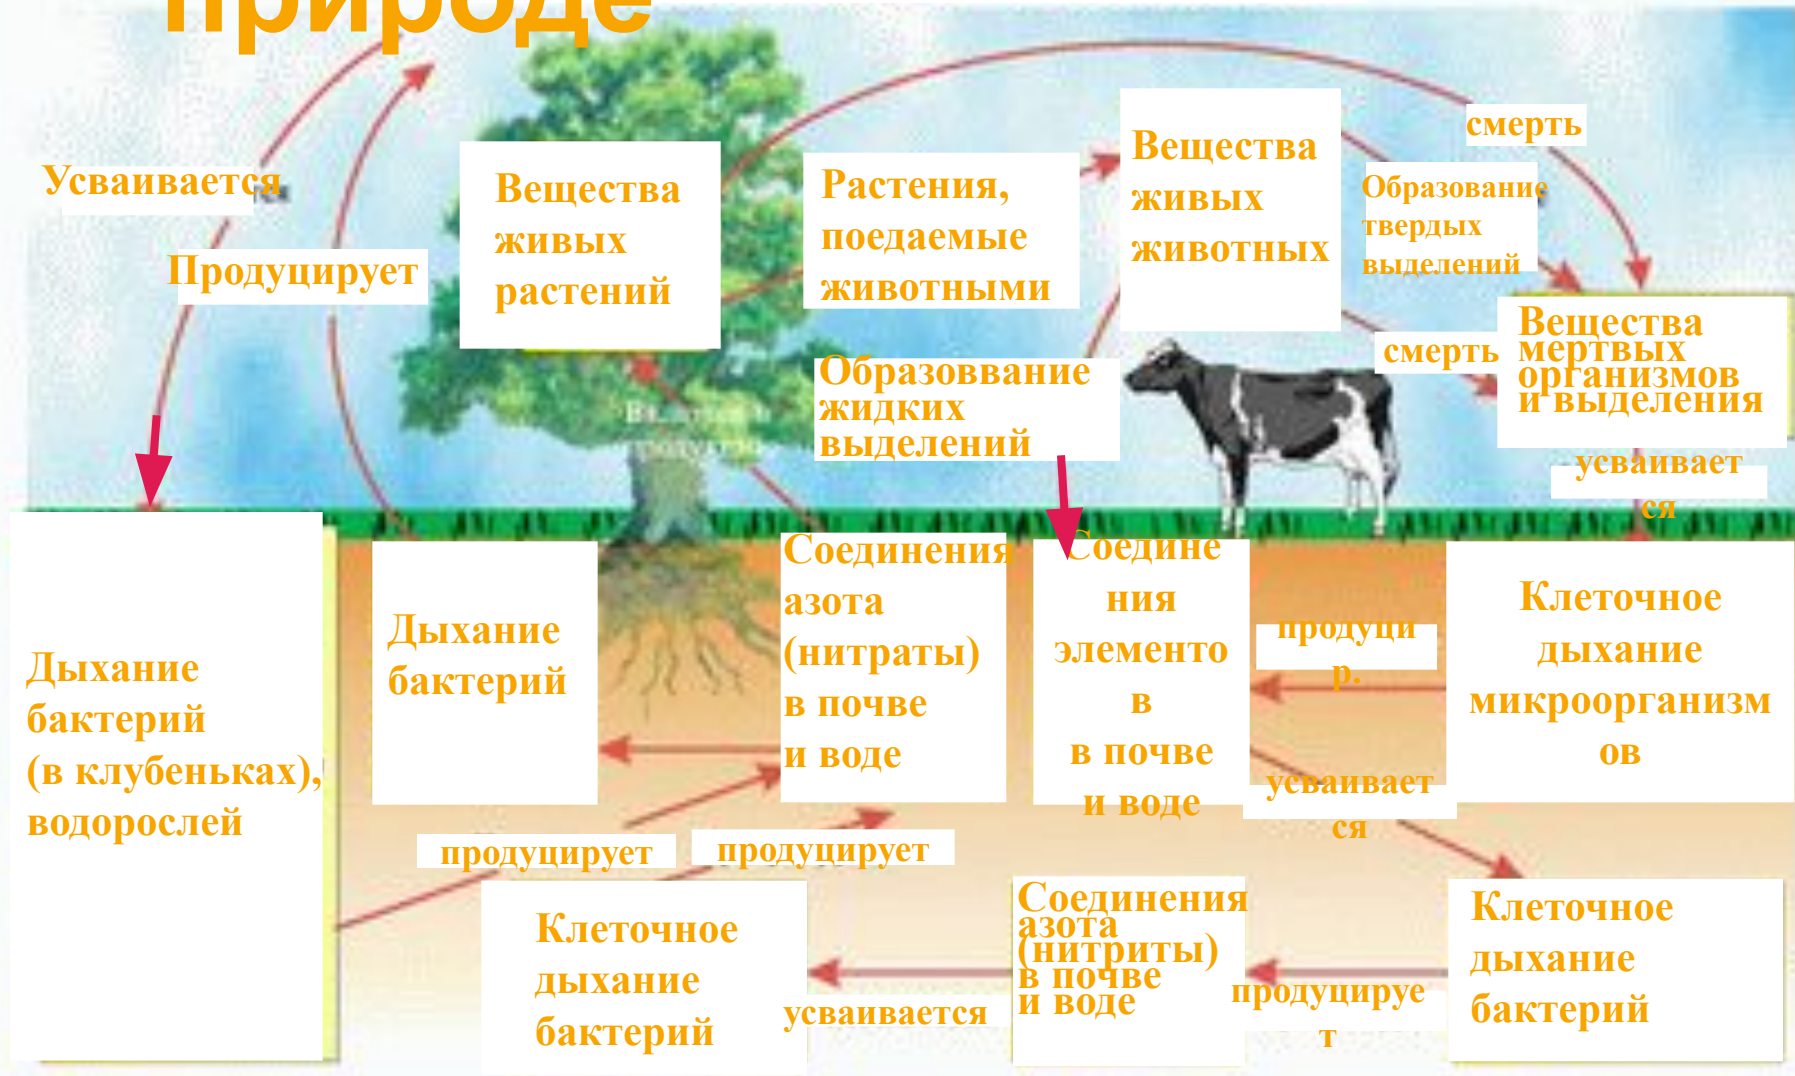 природе
Усваивается
Продуцирует
Вещества
живых
растений
Растения,
поедаемые
животными
Вещества
живых
животных
смерть
Образование
твердых
выделений
Образоввание
жидких
выделений
смерть
Вещества
мертвых
организмов
и выделения
усваивает
ся
Дыхание
бактерий
(в клубеньках),
водорослей
Дыхание
бактерий
Соединения
азота
(нитраты)
в почве
и воде
Соедине
ния
элементо
в
в почве
и воде
продуци
р.
Клеточное
дыхание
микроорганизм
ов
усваивает
ся
продуцирует
продуцирует
Клеточное
дыхание
бактерий
усваивается
Соединения
азота
(нитриты)
в почве
и воде
продуцируе
т
Клеточное
дыхание
бактерий